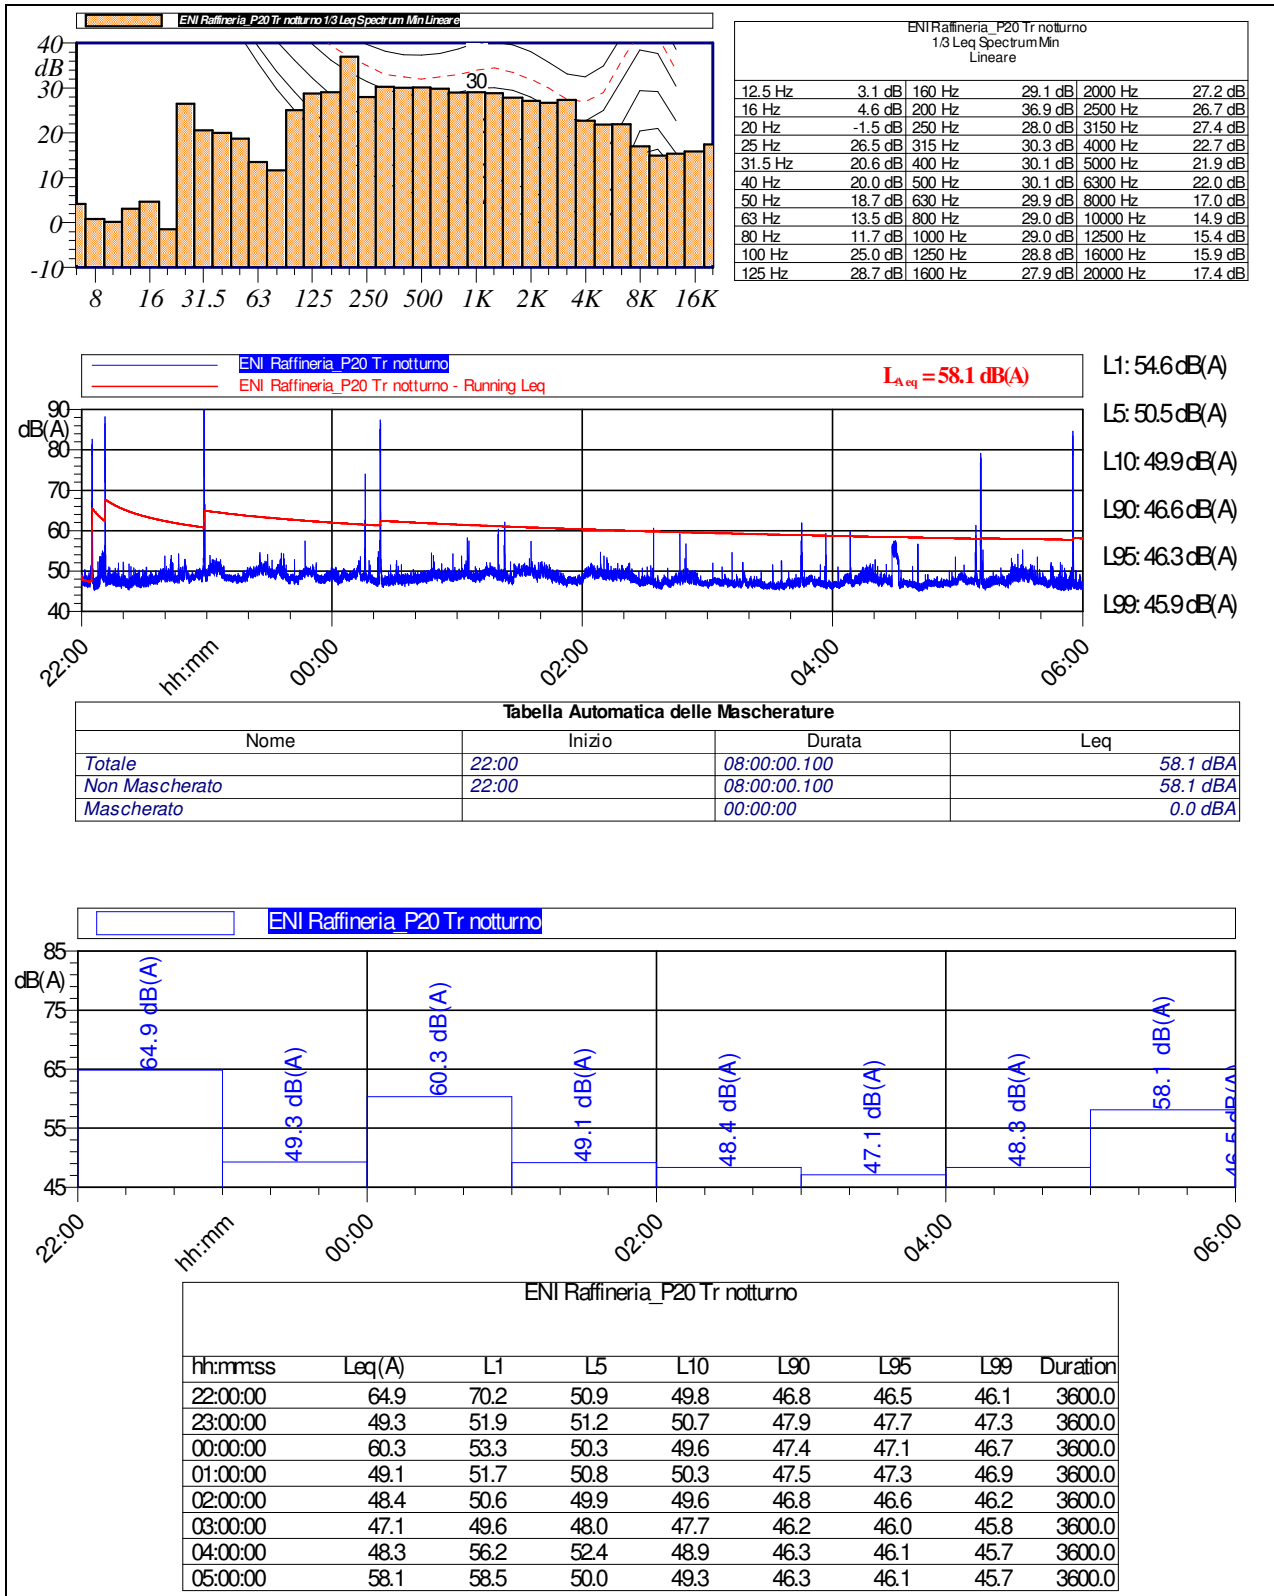 ENI Raffineria_P20 Tr notturno 1/3 Leq Spectrum Min Lineare
40
dB
30
20
10
0
-10
30
8 16 31.5 63 125 250 500 1K 2K 4K 8K 16K
ENI Raffineria_P20 Tr notturno
1/3 Leq Spectrum Min
Lineare
12.5 Hz 3.1 dB 160 Hz 29.1 dB 2000 Hz 27.2 dB
16 Hz 4.6 dB 200 Hz 36.9 dB 2500 Hz 26.7 dB
20 Hz -1.5 dB 250 Hz 28.0 dB 3150 Hz 27.4 dB
25 Hz 26.5 dB 315 Hz 30.3 dB 4000 Hz 22.7 dB
31.5 Hz 20.6 dB 400 Hz 30.1 dB 5000 Hz 21.9 dB
40 Hz 20.0 dB 500 Hz 30.1 dB 6300 Hz 22.0 dB
50 Hz 18.7 dB 630 Hz 29.9 dB 8000 Hz 17.0 dB
63 Hz 13.5 dB 800 Hz 29.0 dB 10000 Hz 14.9 dB
80 Hz 11.7 dB 1000 Hz 29.0 dB 12500 Hz 15.4 dB
100 Hz 25.0 dB 1250 Hz 28.8 dB 16000 Hz 15.9 dB
125 Hz 28.7 dB 1600 Hz 27.9 dB 20000 Hz 17.4 dB
ENI Raffineria_P20 Tr notturno
ENI Raffineria_P20 Tr notturno - Running Leq
LAeq = 58.1 dB(A)
90
dB(A)
80
70
60
50
40
22:00 hh:mm 00:00 02:00 04:00 06:00
L1: 54.6 dB(A)
L5: 50.5 dB(A)
L10: 49.9 dB(A)
L90: 46.6 dB(A)
L95: 46.3 dB(A)
L99: 45.9 dB(A)
Tabella Automatica delle Mascherature
Nome Inizio Durata Leq
Totale 22:00 08:00:00.100 58.1 dBA
Non Mascherato 22:00 08:00:00.100 58.1 dBA
Mascherato 00:00:00 0.0 dBA
ENI Raffineria_P20 Tr notturno
85
dB(A)
75
65
55
45
64.9 dB(A)
49.3 dB(A)
60.3 dB(A)
49.1 dB(A)
48.4 dB(A)
47.1 dB(A)
48.3 dB(A)
58.1 dB(A)
46.5 dB(A)
22:00 hh:mm 00:00 02:00 04:00 06:00
ENI Raffineria_P20 Tr notturno
hh:mm:ss Leq(A) L1 L5 L10 L90 L95 L99 Duration
22:00:00 64.9 70.2 50.9 49.8 46.8 46.5 46.1 3600.0
23:00:00 49.3 51.9 51.2 50.7 47.9 47.7 47.3 3600.0
00:00:00 60.3 53.3 50.3 49.6 47.4 47.1 46.7 3600.0
01:00:00 49.1 51.7 50.8 50.3 47.5 47.3 46.9 3600.0
02:00:00 48.4 50.6 49.9 49.6 46.8 46.6 46.2 3600.0
03:00:00 47.1 49.6 48.0 47.7 46.2 46.0 45.8 3600.0
04:00:00 48.3 56.2 52.4 48.9 46.3 46.1 45.7 3600.0
05:00:00 58.1 58.5 50.0 49.3 46.3 46.1 45.7 3600.0